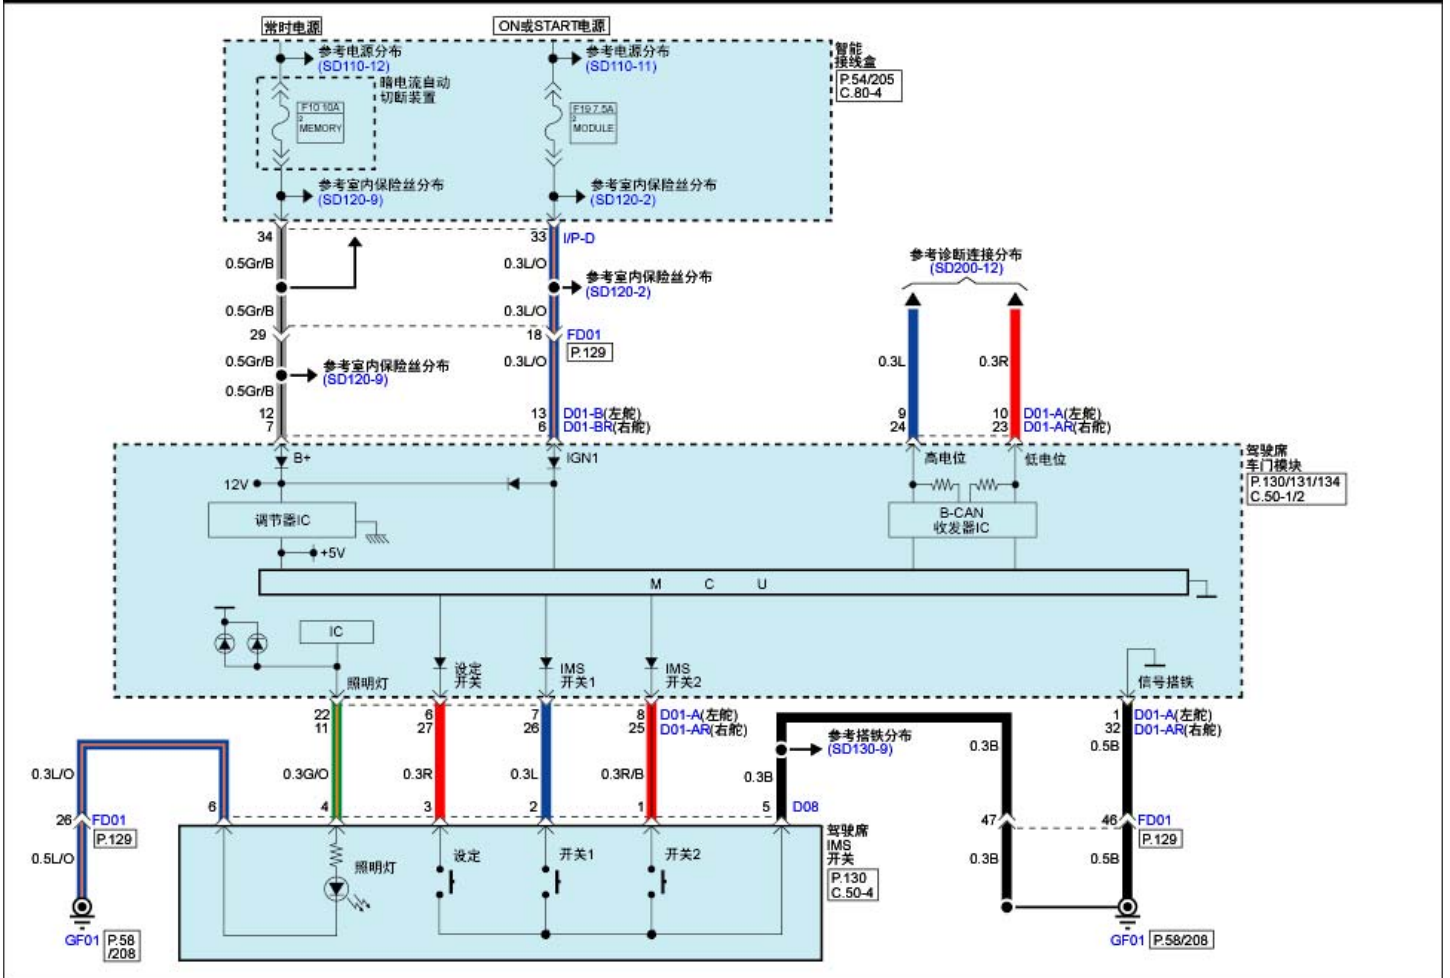 常时电源
ON或START电源
参考电源分布
(SD110-12)
参考电源分布
(SD110-11)
智能
接线盒
P.54/205
C.80-4
暗电流自动
切断装置
F10 10A
2
MEMORY
F19 7.5A
2
MODULE
参考室内保险丝分布
(SD120-9)
参考室内保险丝分布
(SD120-2)
34
33
I/P-D
0.5Gr/B
0.3L/O
参考室内保险丝分布
(SD120-2)
参考诊断连接分布
(SD200-12)
0.5Gr/B
0.3L/O
29
18
FD01
P.129
0.5Gr/B
参考室内保险丝分布
(SD120-9)
0.3L/O
0.3L
0.3R
0.5Gr/B
12
13
D01-B(左舵)
9
10
D01-A(左舵)
7
6
D01-BR(右舵)
24
23
D01-AR(右舵)
驾驶席
车门模块
P.130/131/134
C.50-1/2
B+
IGN1
高电位
低电位
12V
调节器IC
B-CAN
收发器IC
+5V
M C U
IC
照明灯
设定
开关
IMS
开关1
IMS
开关2
信号搭铁
22
6
7
8
D01-A(左舵)
1
D01-A(左舵)
11
27
26
25
D01-AR(右舵)
32
D01-AR(右舵)
参考搭铁分布
(SD130-9)
0.3B
0.5B
0.3L/O
0.3G/O
0.3R
0.3L
0.3R/B
0.3B
6
4
3
2
1
5
D08
26
FD01
P.129
47
46
FD01
P.129
驾驶席
IMS
开关
P.130
C.50-4
0.5L/O
照明灯
设定
开关1
开关2
0.3B
0.5B
GF01
P.58
/208
GF01
P.58/208